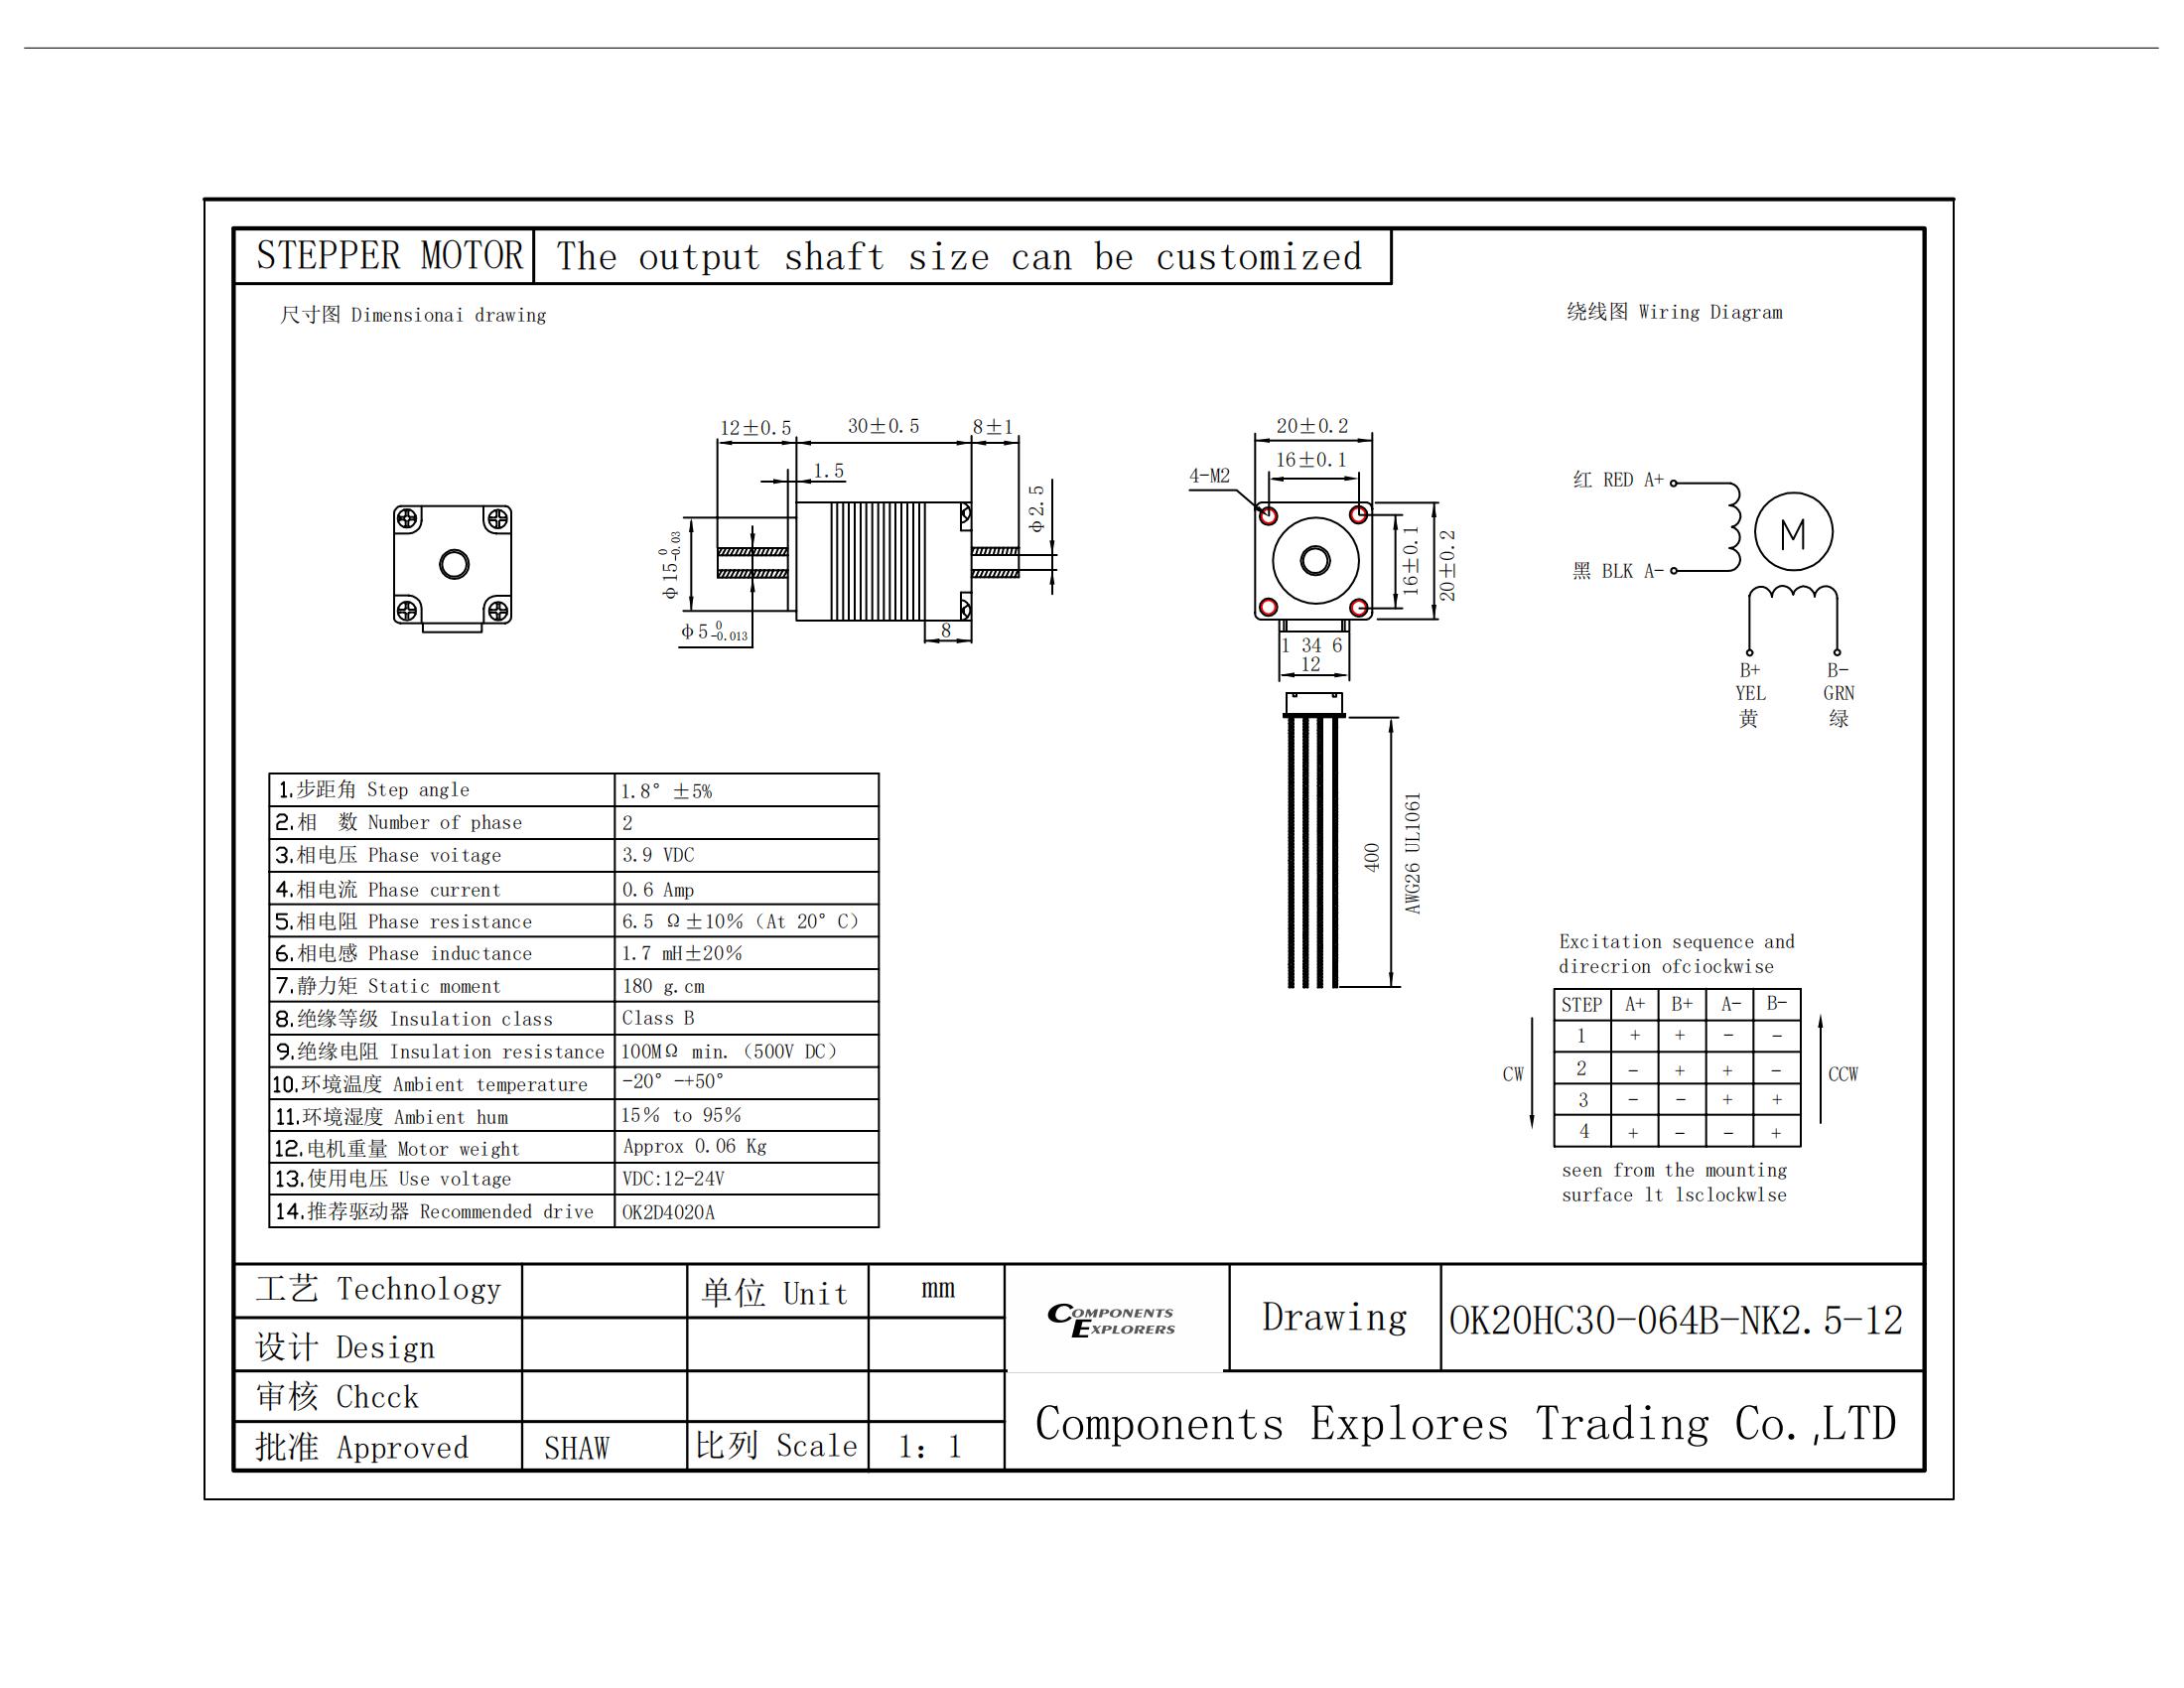 STEPPER MOTOR The output shaft size can be customized
尺寸图 Dimensionai drawing
绕线图 Wiring Diagram
12±0.5 30±0.5 8±1
1.5
φ15 0 -0.03
φ5 0 -0.013
φ2.5
8
20±0.2
16±0.1
4-M2
16±0.1
20±0.2
1 34 6
12
400
AWG26 UL1061
红 RED A+
黑 BLK A-
M
B+ B-
YEL GRN
黄 绿
1.步距角 Step angle 1.8° ±5%
2.相 数 Number of phase 2
3.相电压 Phase voitage 3.9 VDC
4.相电流 Phase current 0.6 Amp
5.相电阻 Phase resistance 6.5 Ω±10%（At 20° C）
6.相电感 Phase inductance 1.7 mH±20%
7.静力矩 Static moment 180 g.cm
8.绝缘等级 Insulation class Class B
9.绝缘电阻 Insulation resistance 100MΩ min.（500V DC）
10.环境温度 Ambient temperature -20° -+50°
11.环境湿度 Ambient hum 15% to 95%
12.电机重量 Motor weight Approx 0.06 Kg
13.使用电压 Use voltage VDC:12-24V
14.推荐驱动器 Recommended drive OK2D4020A
Excitation sequence and
direcrion ofciockwise
STEP A+ B+ A- B-
1 + + - -
2 - + + -
3 - - + +
4 + - - +
CW
CCW
seen from the mounting
surface lt lsclockwlse
工艺 Technology 单位 Unit mm
设计 Design
审核 Chcck
批准 Approved SHAW 比列 Scale 1: 1
COMPONENTS
EXPLORERS
Drawing OK20HC30-064B-NK2.5-12
Components Explores Trading Co.,LTD